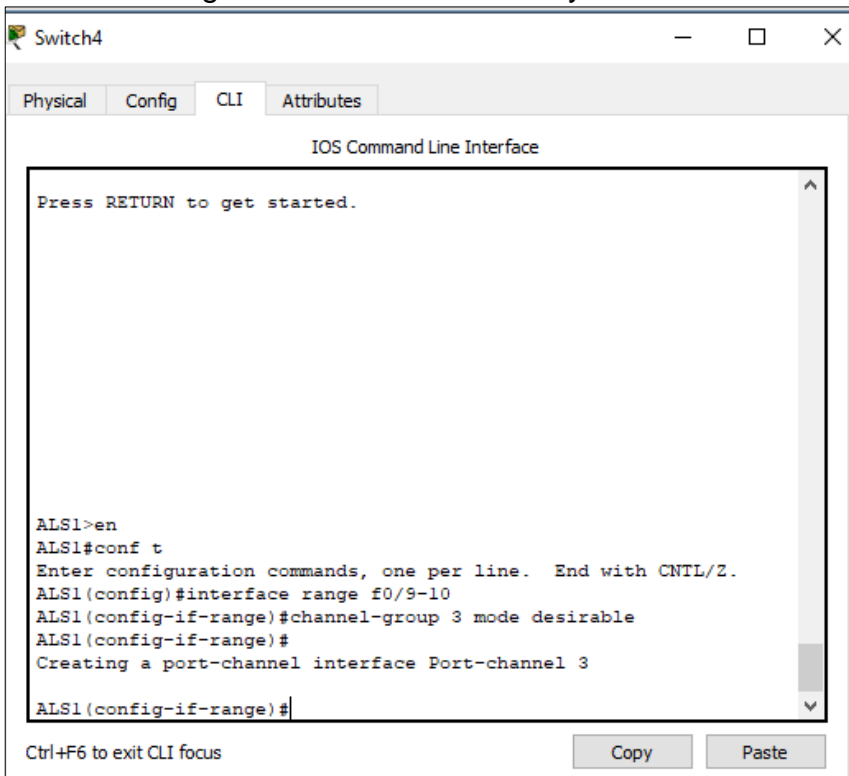 Switch4
Physical Config CLI Attributes
IOS Command Line Interface
Press RETURN to get started.
ALS1>en
ALS1#conf t
Enter configuration commands, one per line.  End with CNTL/Z.
ALS1(config)#interface range f0/9-10
ALS1(config-if-range)#channel-group 3 mode desirable
ALS1(config-if-range)#
Creating a port-channel interface Port-channel 3
ALS1(config-if-range)#
Ctrl+F6 to exit CLI focus
Copy Paste